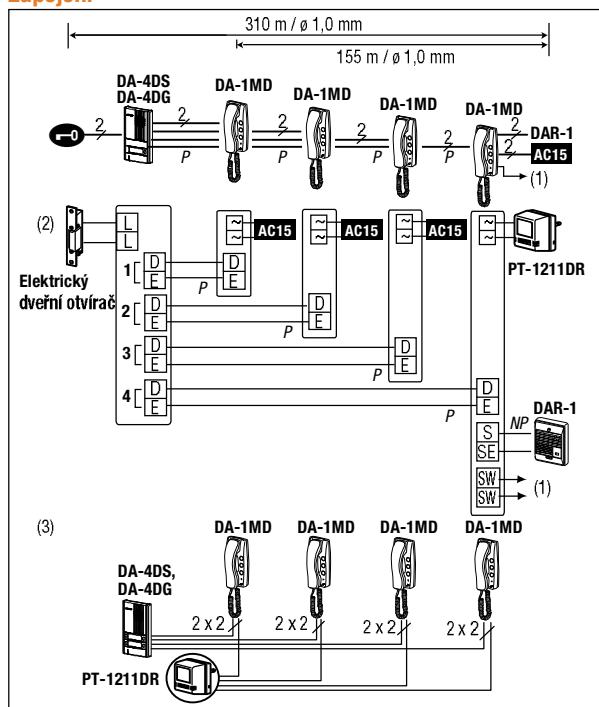 310 m / ø 1,0 mm
155 m / ø 1,0 mm
DA-4DS
DA-4DG
DA-1MD
DA-1MD
DA-1MD
DA-1MD
2
2
2
2
2
2
2
DAR-1
AC15
P
P
P
P
(1)
(2)
L
L
~
~
AC15
~
~
AC15
~
~
AC15
~
~
PT-1211DR
Elektrický
dveřní otvírač
1
D
E
P
D
E
2
D
E
P
D
E
3
D
E
P
D
E
4
D
E
P
D
E
S
SE
NP
DAR-1
SW
SW
(1)
(3)
DA-1MD
DA-1MD
DA-1MD
DA-1MD
DA-4DS,
DA-4DG
2 x 2
2 x 2
2 x 2
2 x 2
PT-1211DR